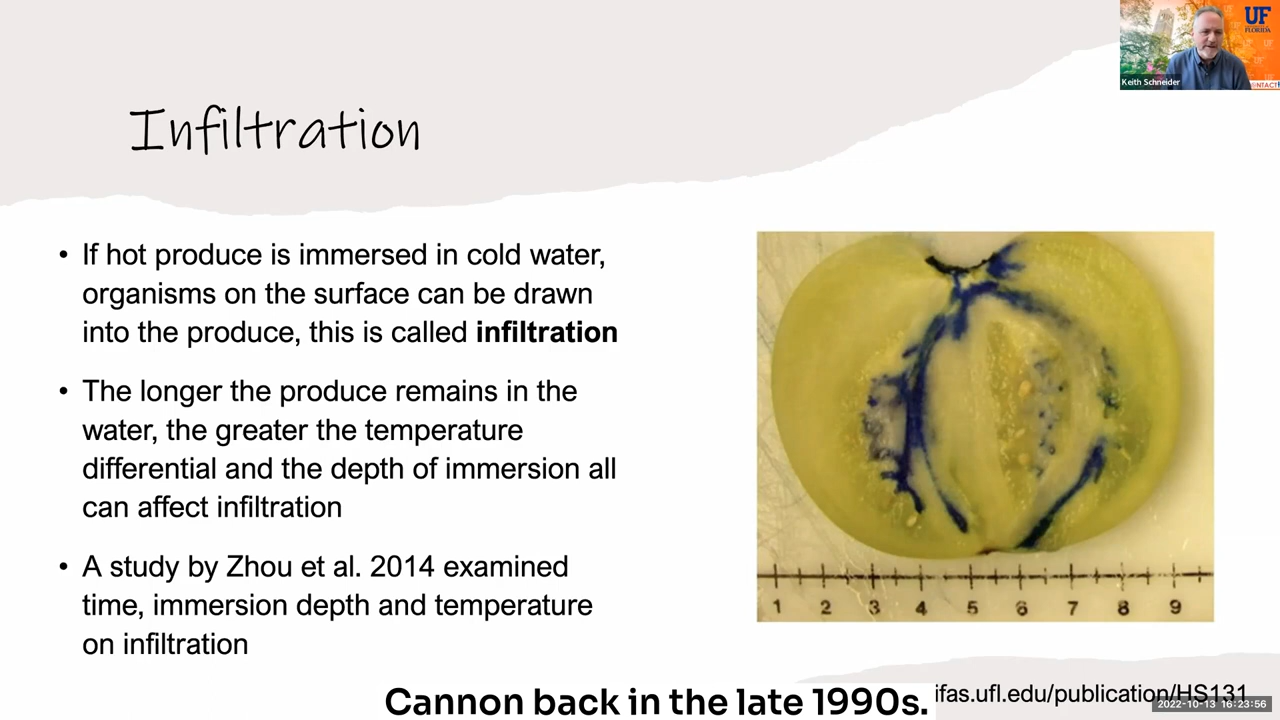 UF
FLORIDA
Keith Schneider
Infiltration
• If hot produce is immersed in cold water,
organisms on the surface can be drawn
into the produce, this is called infiltration
• The longer the produce remains in the
water, the greater the temperature
differential and the depth of immersion all
can affect infiltration
• A study by Zhou et al. 2014 examined
time, immersion depth and temperature
on infiltration
1 2 3 4 5 6 7 8 9
Cannon back in the late 1990s.
ifas.ufl.edu/publication/HS131
2022-10-13 16:23:56